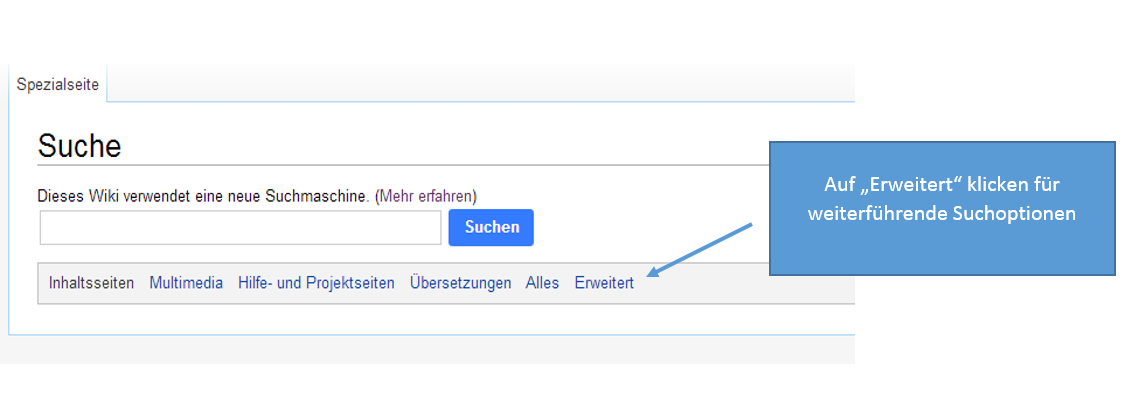 Spezialseite
Suche
Dieses Wiki verwendet eine neue Suchmaschine. (Mehr erfahren)
Suchen
Inhaltsseiten Multimedia Hilfe- und Projektseiten Übersetzungen Alles Erweitert
Auf „Erweitert“ klicken für
weiterführende Suchoptionen